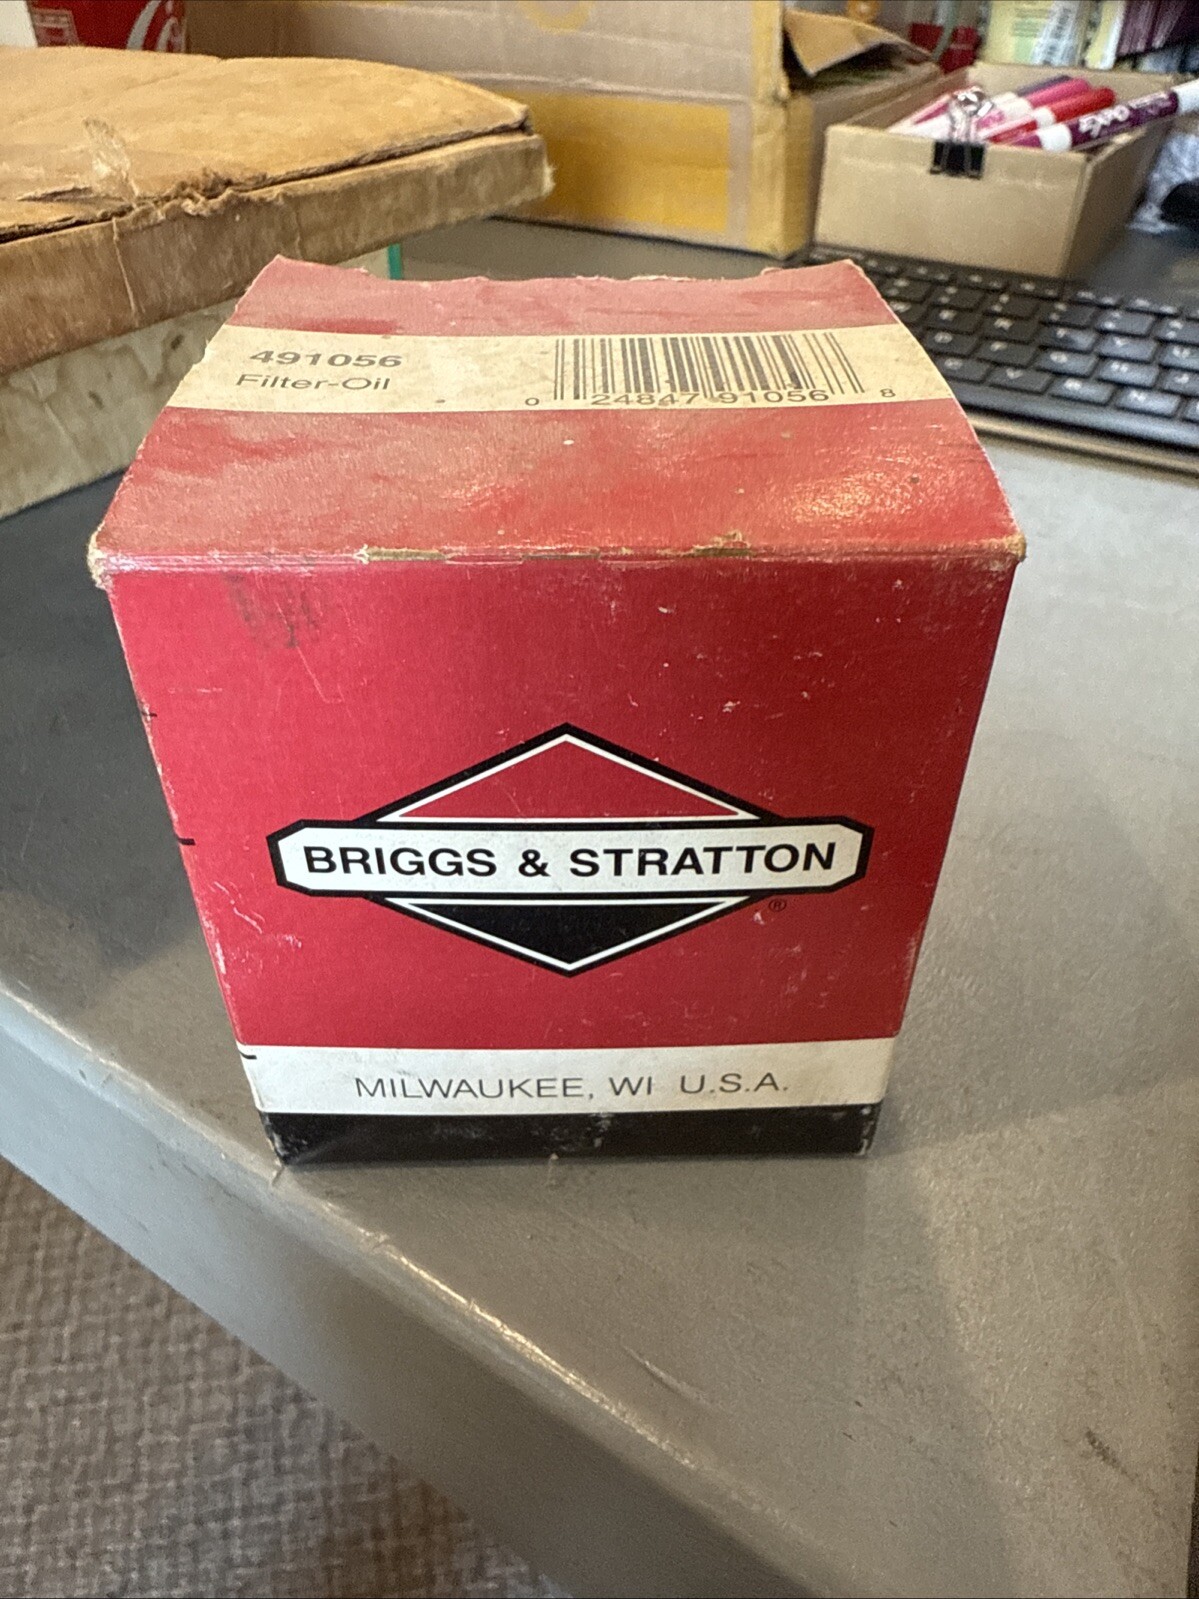 491056
Filter-Oil
0 24847 91056 8
BRIGGS & STRATTON
®
MILWAUKEE, WI U.S.A.